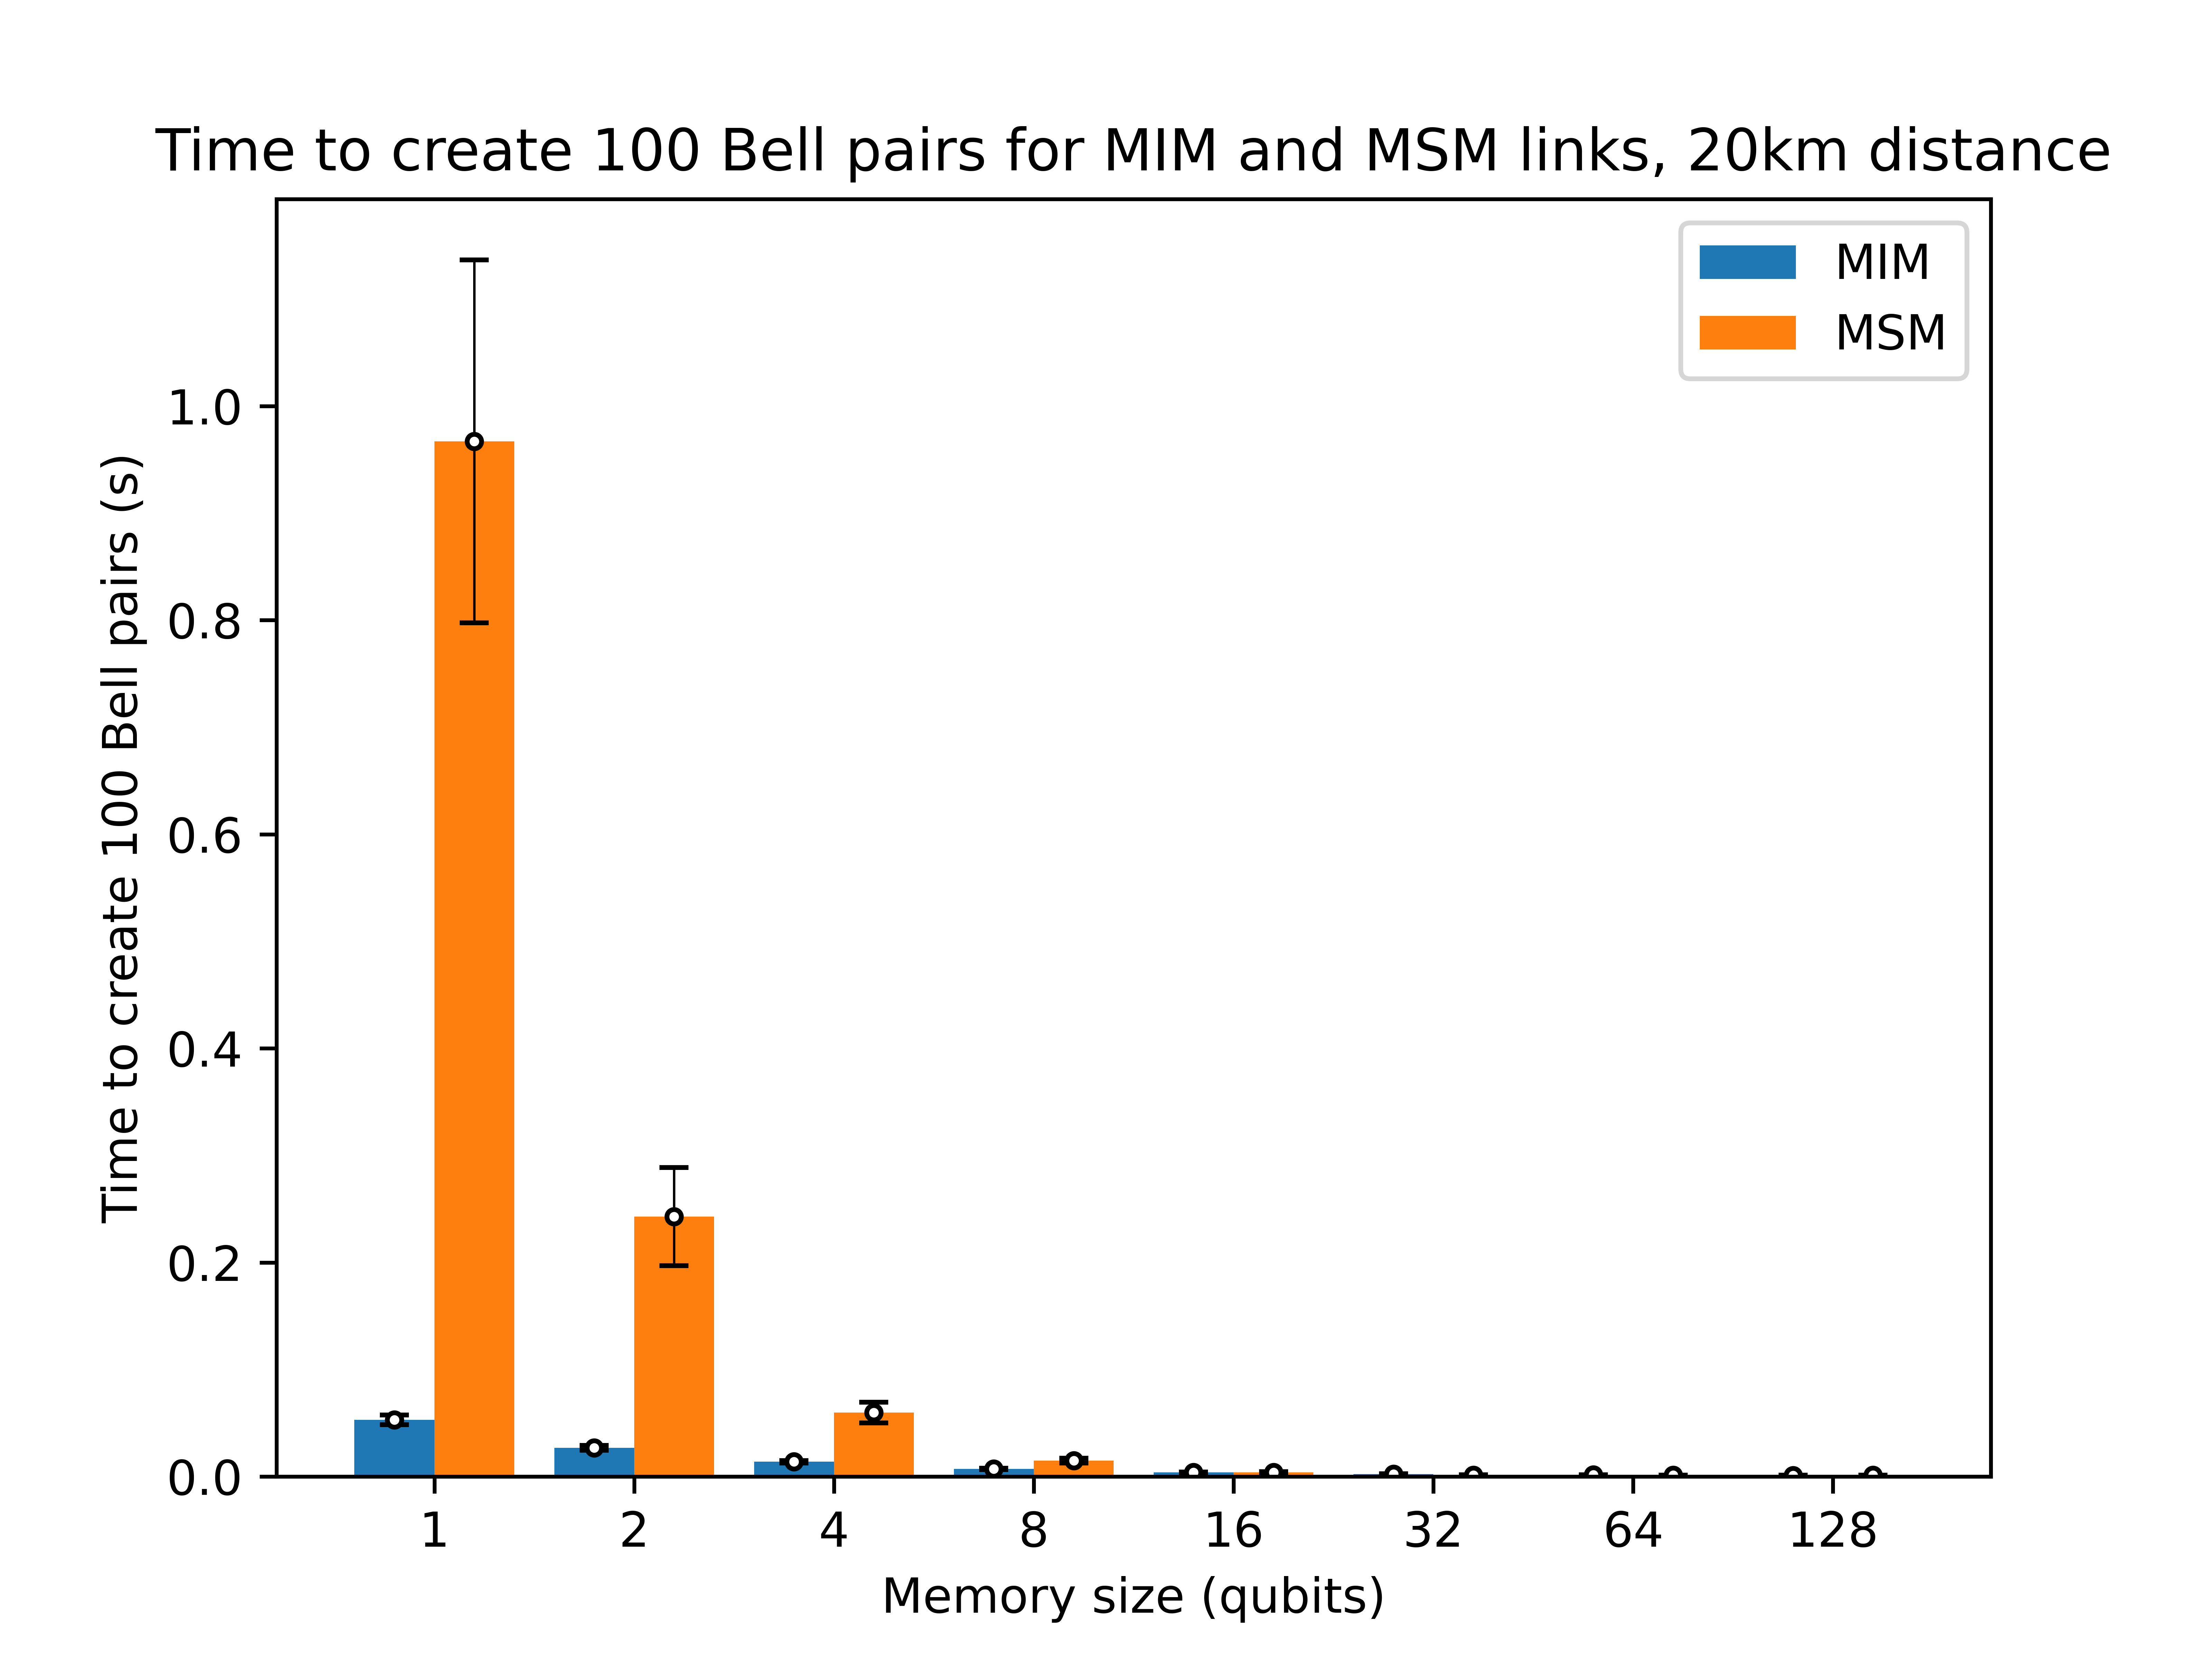 Time to create 100 Bell pairs for MIM and MSM links, 20km distance
MIM
MSM
Time to create 100 Bell pairs (s)
1.0
0.8
0.6
0.4
0.2
0.0
1 2 4 8 16 32 64 128
Memory size (qubits)